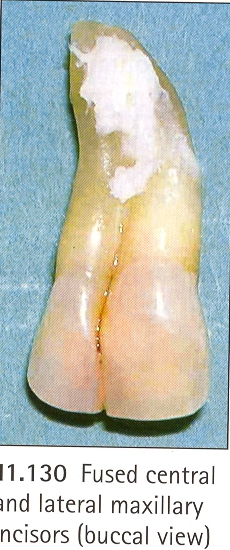 11.130 Fused central
and lateral maxillary
ncisors (buccal view)